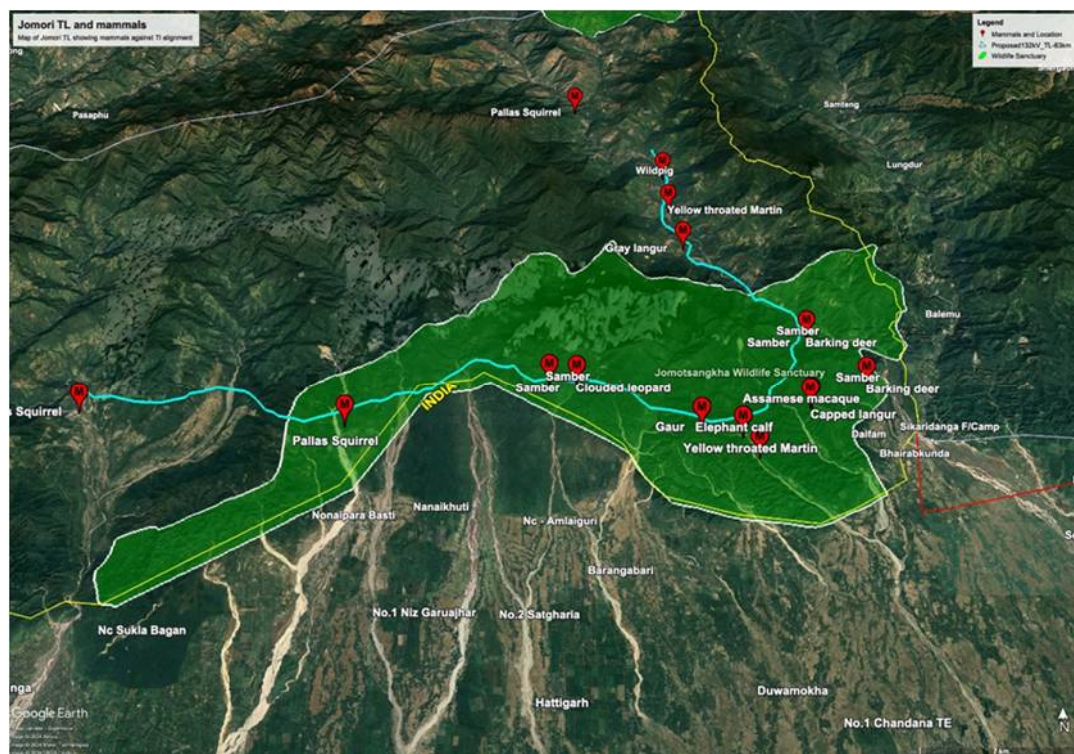 Jomori TL and mammals
Map of Jomori TL showing mammals against Tl alignment
Legend
Mammals and Location
Proposed132kV_TL-83km
Wildlife Sanctuary
Pallas Squirrel
Samteng
Pasaphu
Lungdur
Wildpig
Yellow throated Martin
Gray langur
Balemu
Samber
Samber
Barking deer
Jomotsangkha Wildlife Sanctuary
Samber
Samber
Samber
Clouded leopard
Barking deer
INDIA
Assamese macaque
Capped langur
s Squirrel
Gaur
Elephant calf
Sikaridanga F/Camp
Pallas Squirrel
Daifam
Yellow throated Martin
Bhairabkunda
Nonaipara Basti
Nanaikhuti
Nc - Amlaiguri
Barangabari
No.1 Niz Garuajhar
No.2 Satgharia
Nc Sukla Bagan
nga
Duwamokha
Hattigarh
Google Earth
No.1 Chandana TE
N